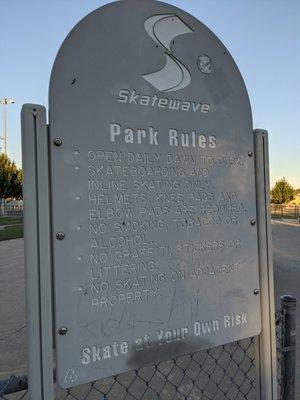 Skatewave
Park Rules
• OPEN DAILY DAWN TO DUSK.
• SKATEBOARDING AND
INLINE SKATING ONLY.
• HELMETS, KNEE PADS AND
ELBOW PADS ARE REQUIRED.
• NO SMOKING, TOBACCO OR
ALCOHOL.
• NO GRAFFITI, STICKERS OR
LITTERING.
• NO SKATING ON ADJACENT
PROPERTY.
Skate at Your Own Risk